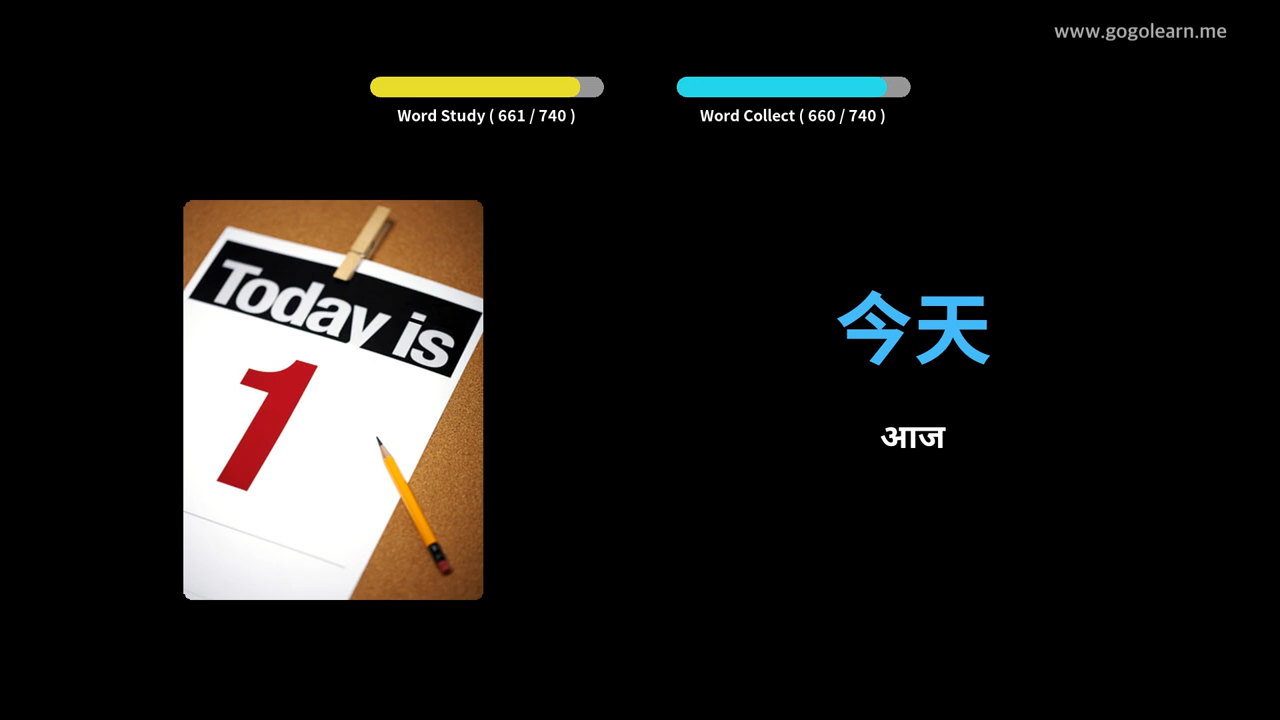 www.gogolearn.me
Word Study ( 661 / 740 )
Word Collect ( 660 / 740 )
Today is
1
今天
आज